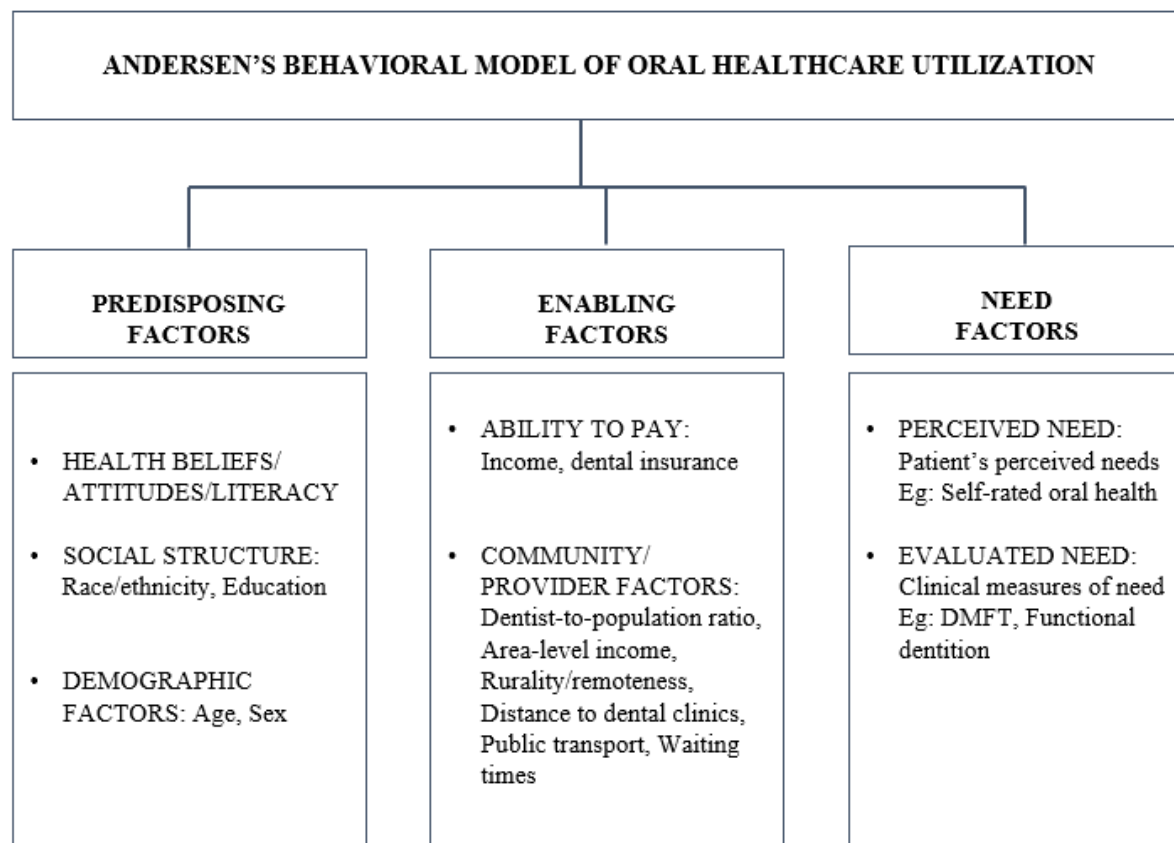 ANDERSEN’S BEHAVIORAL MODEL OF ORAL HEALTHCARE UTILIZATION
PREDISPOSING
FACTORS
• HEALTH BELIEFS/
ATTITUDES/LITERACY
• SOCIAL STRUCTURE:
Race/ethnicity, Education
• DEMOGRAPHIC
FACTORS: Age, Sex
ENABLING
FACTORS
• ABILITY TO PAY:
Income, dental insurance
• COMMUNITY/
PROVIDER FACTORS:
Dentist-to-population ratio,
Area-level income,
Rurality/remoteness,
Distance to dental clinics,
Public transport, Waiting
times
NEED
FACTORS
• PERCEIVED NEED:
Patient’s perceived needs
Eg: Self-rated oral health
• EVALUATED NEED:
Clinical measures of need
Eg: DMFT, Functional
dentition